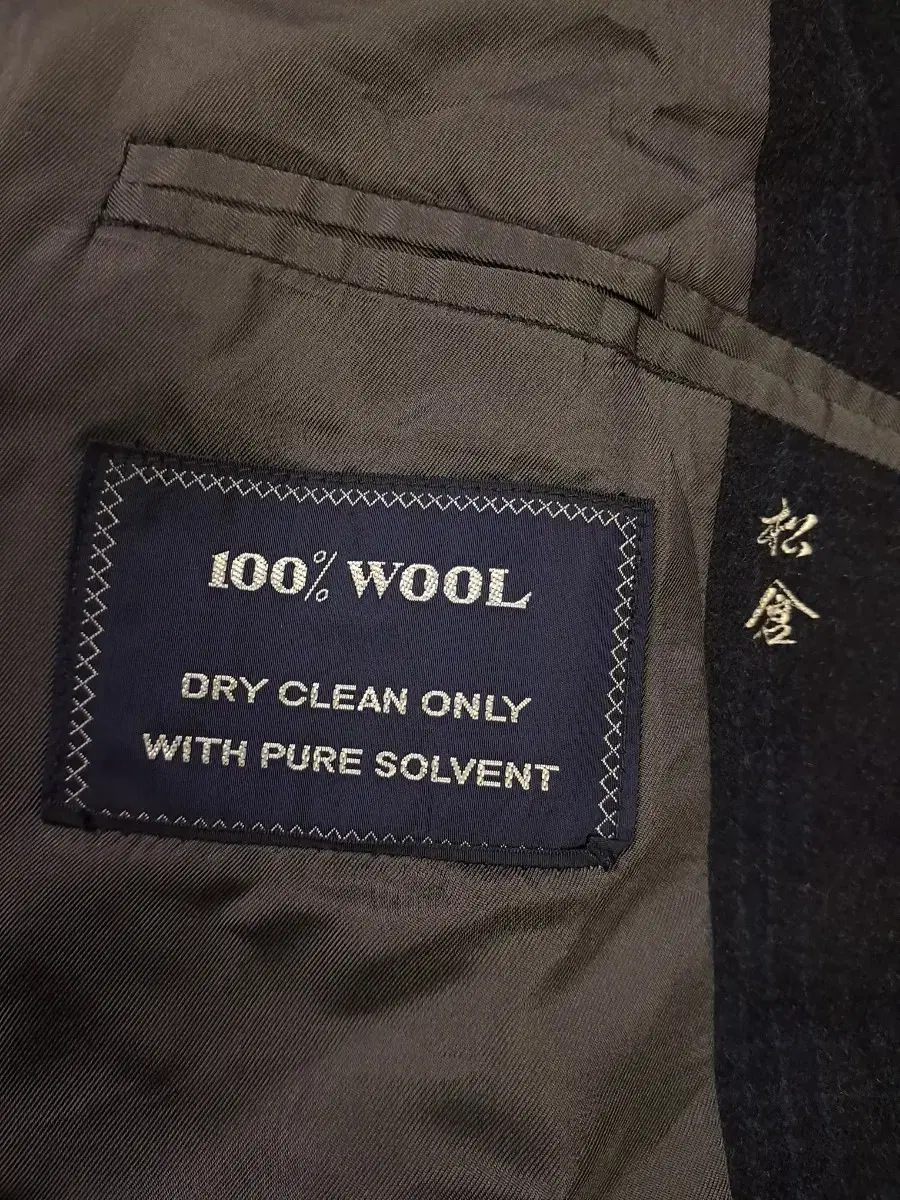 100% WOOL
DRY CLEAN ONLY
WITH PURE SOLVENT
松倉